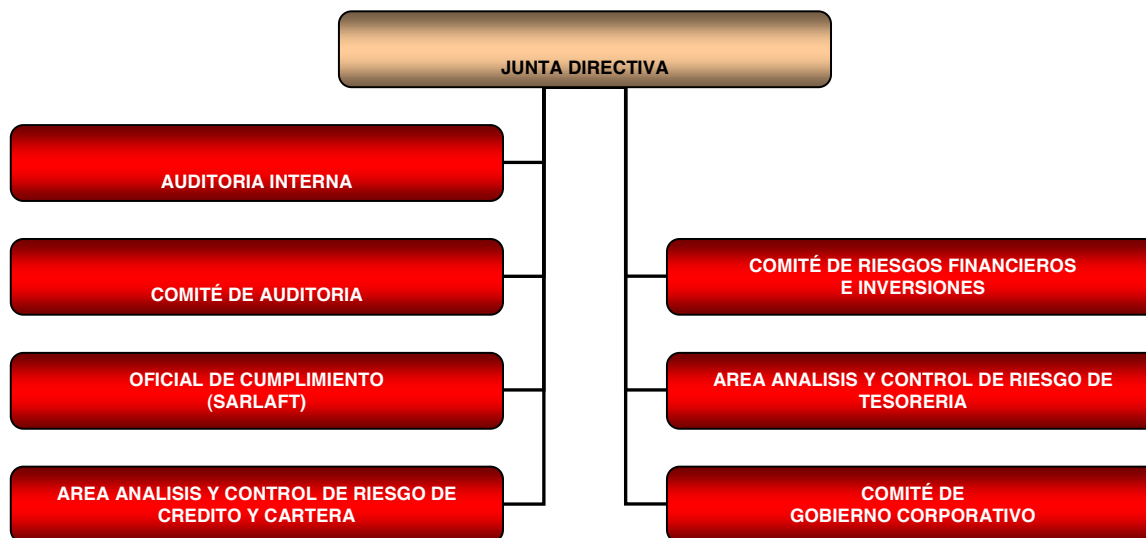 JUNTA DIRECTIVA
AUDITORIA INTERNA
COMITÉ DE AUDITORIA
OFICIAL DE CUMPLIMIENTO
(SARLAFT)
AREA ANALISIS Y CONTROL DE RIESGO DE
CREDITO Y CARTERA
COMITÉ DE RIESGOS FINANCIEROS
E INVERSIONES
AREA ANALISIS Y CONTROL DE RIESGO DE
TESORERIA
COMITÉ DE
GOBIERNO CORPORATIVO